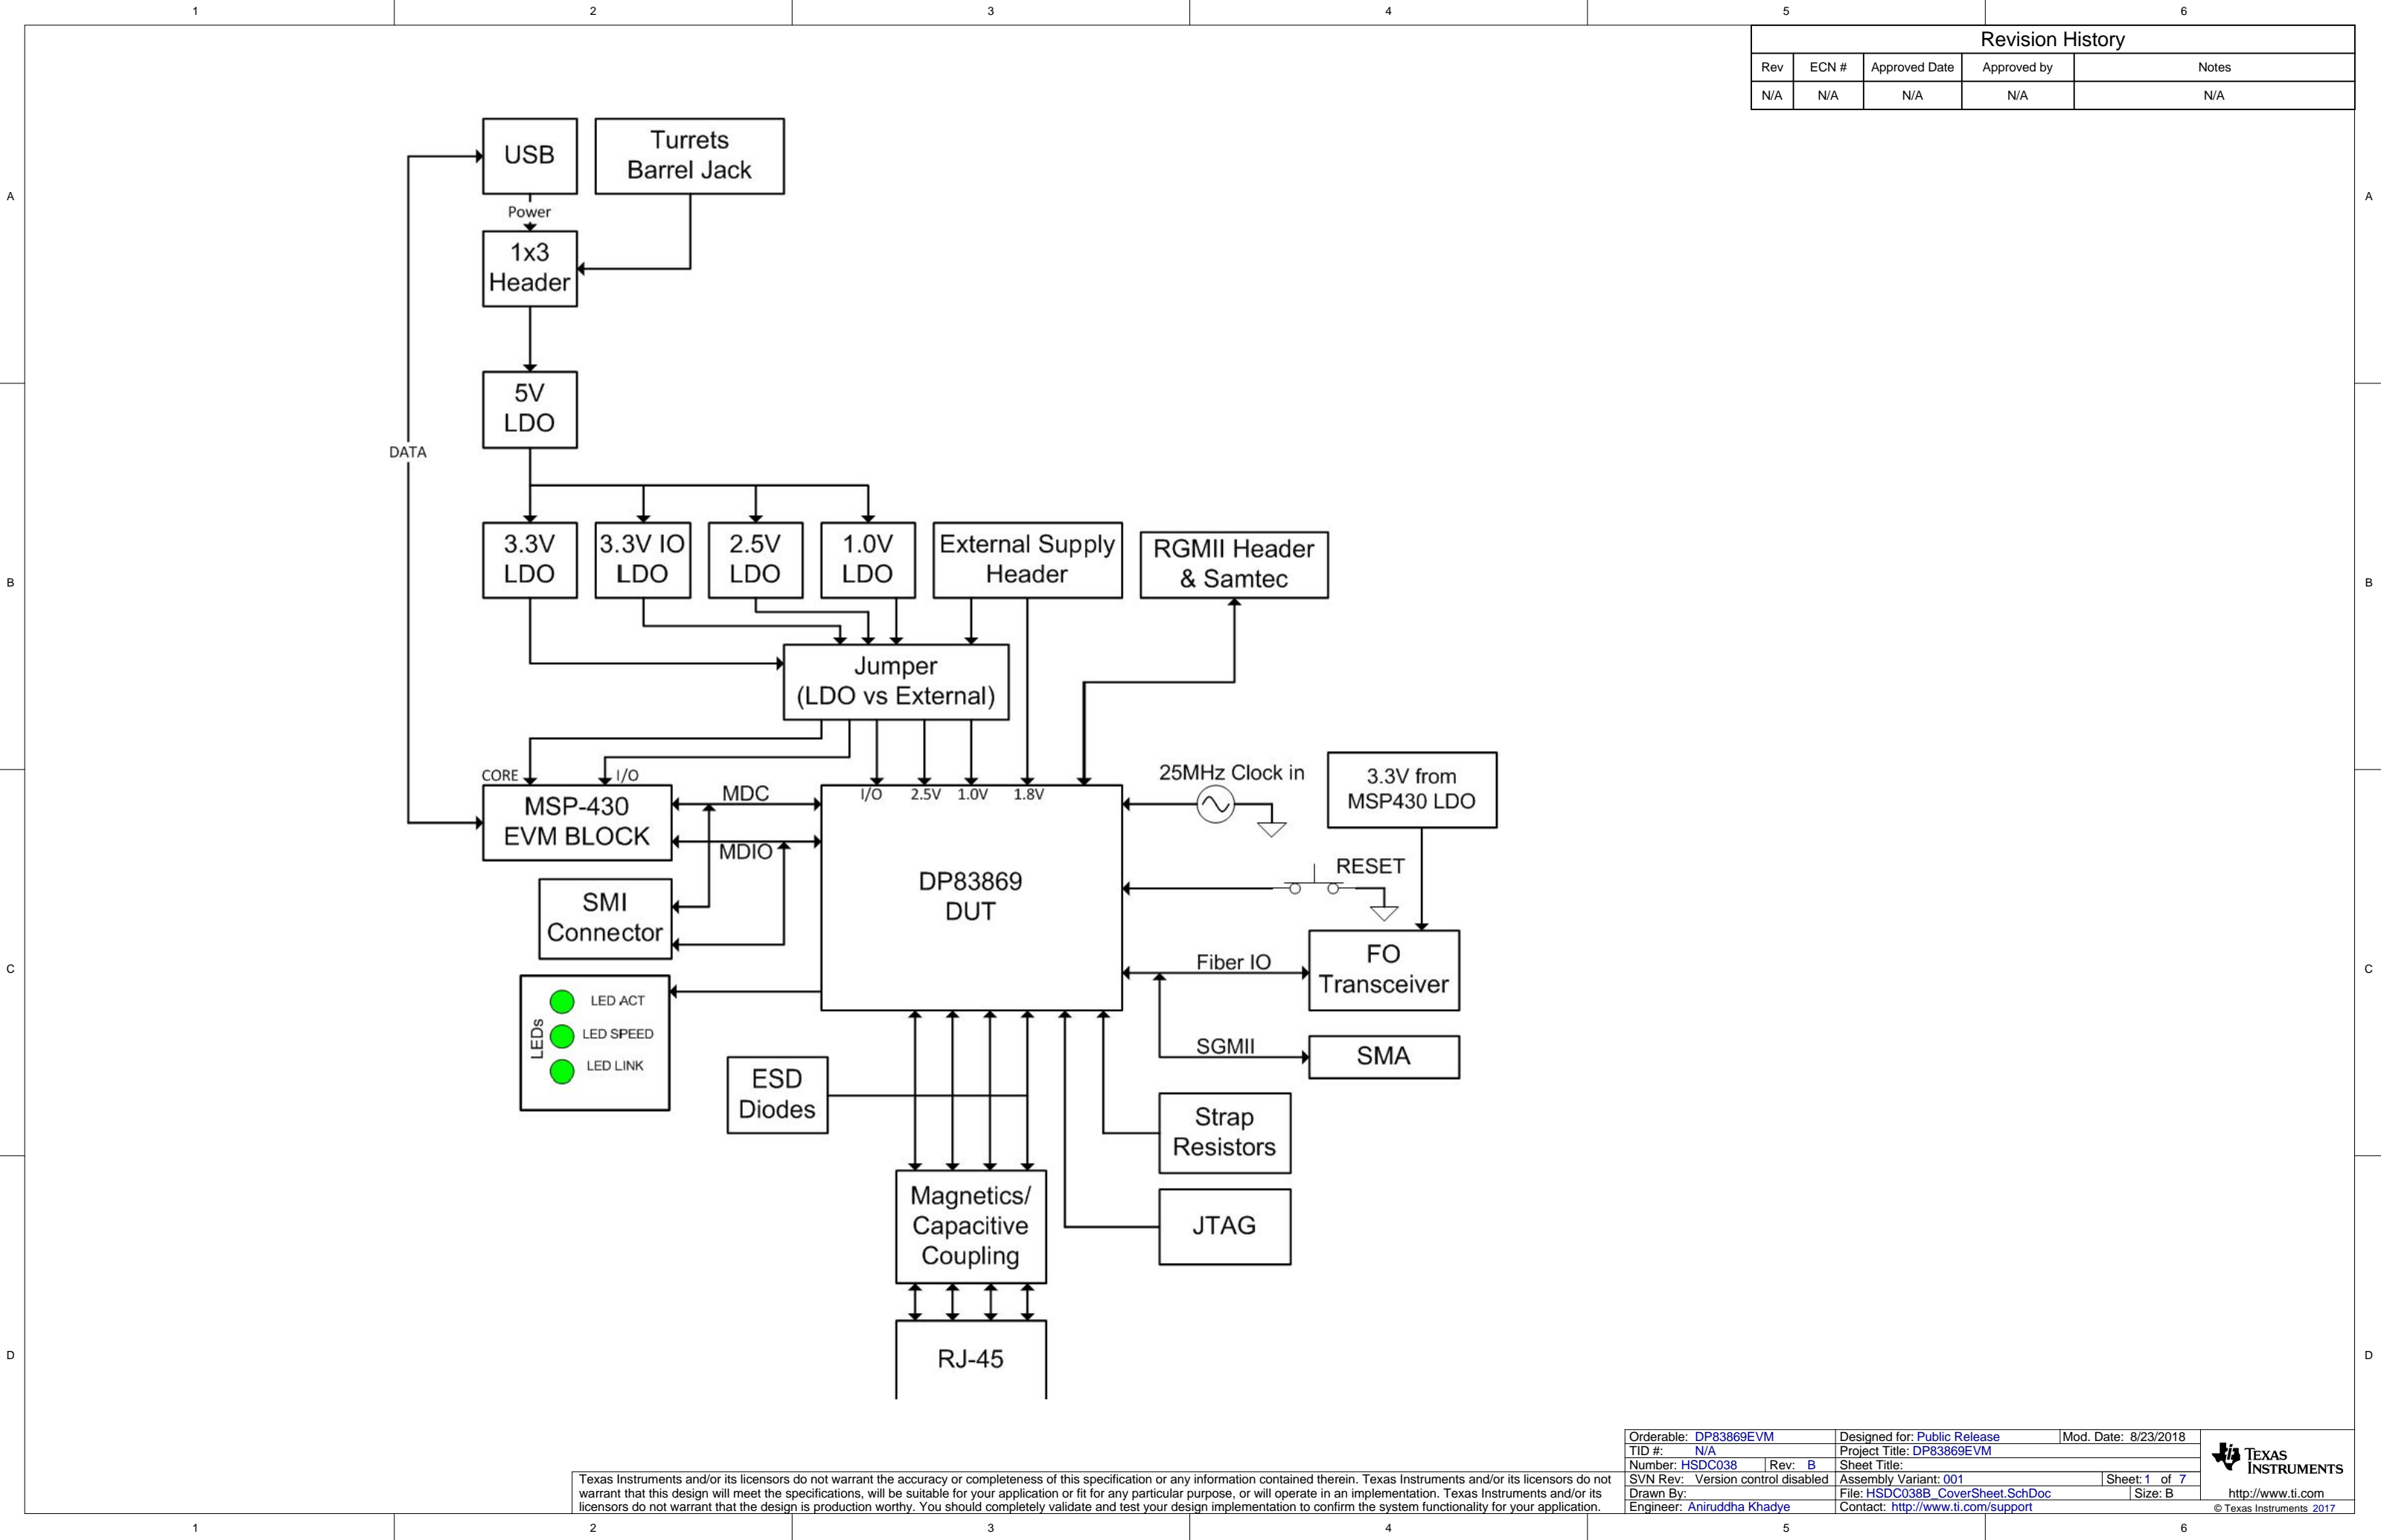 1 2 3 4 5 6
Revision History
Rev ECN # Approved Date Approved by Notes
N/A N/A N/A N/A N/A
USB
Turrets
Barrel Jack
A A
Power
1x3
Header
5V
LDO
DATA
3.3V
LDO
3.3V IO
LDO
2.5V
LDO
1.0V
LDO
External Supply
Header
RGMII Header
& Samtec
B B
Jumper
(LDO vs External)
CORE I/O
MSP-430
EVM BLOCK
MDC
MDIO
I/O 2.5V 1.0V 1.8V
25MHz Clock in
3.3V from
MSP430 LDO
RESET
DP83869
DUT
SMI
Connector
C C
Fiber IO
FO
Transceiver
LEDs
LED ACT
LED SPEED
LED LINK
SGMII
SMA
ESD
Diodes
Strap
Resistors
Magnetics/
Capacitive
Coupling
JTAG
RJ-45
D D
Texas Instruments and/or its licensors do not warrant the accuracy or completeness of this specification or any information contained therein. Texas Instruments and/or its licensors do not
warrant that this design will meet the specifications, will be suitable for your application or fit for any particular purpose, or will operate in an implementation. Texas Instruments and/or its
licensors do not warrant that the design is production worthy. You should completely validate and test your design implementation to confirm the system functionality for your application.
Orderable: DP83869EVM Designed for: Public Release Mod. Date: 8/23/2018
TID #: N/A Project Title: DP83869EVM
Number: HSDC038 Rev: B Sheet Title:
SVN Rev: Version control disabled Assembly Variant: 001 Sheet: 1 of 7
Drawn By: File: HSDC038B_CoverSheet.SchDoc Size: B
Engineer: Aniruddha Khadye Contact: http://www.ti.com/support
TEXAS
INSTRUMENTS
http://www.ti.com
© Texas Instruments 2017
1 2 3 4 5 6